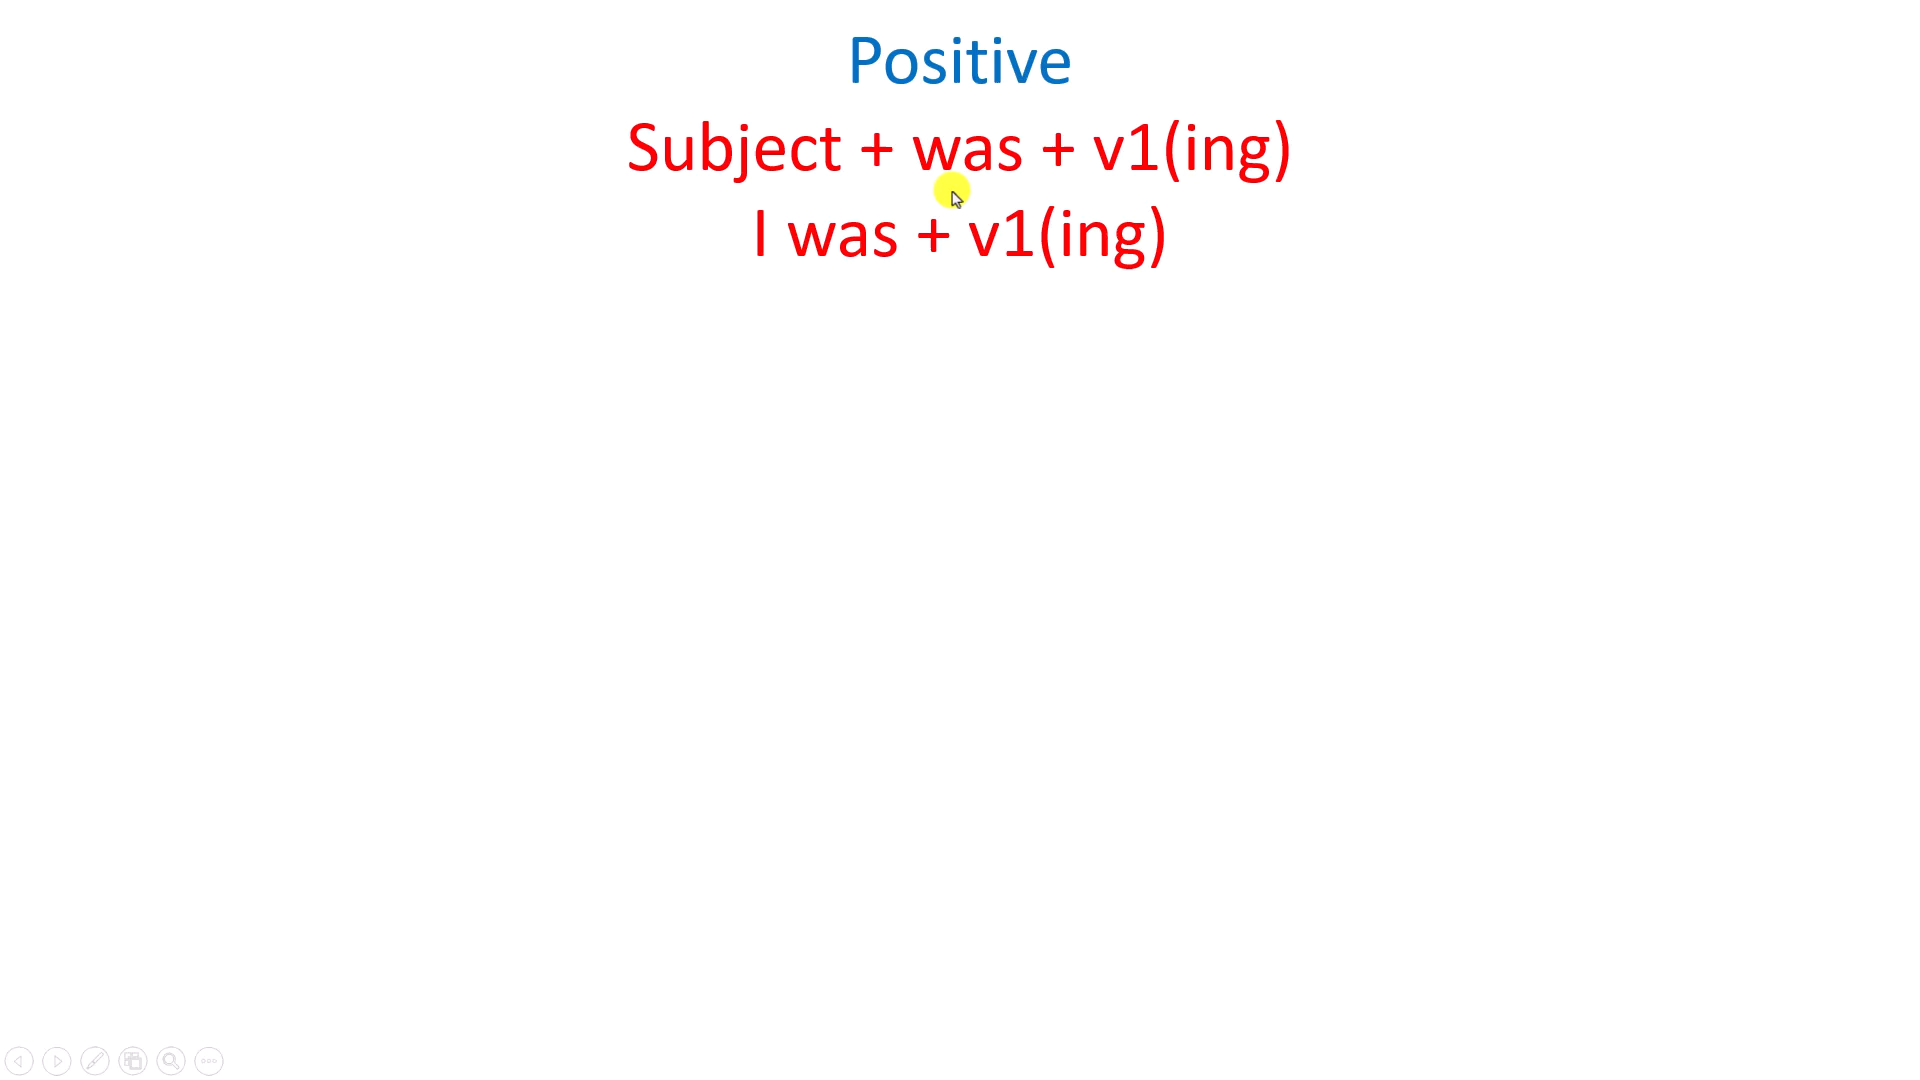 Positive
Subject + was + v1(ing)
I was + v1(ing)